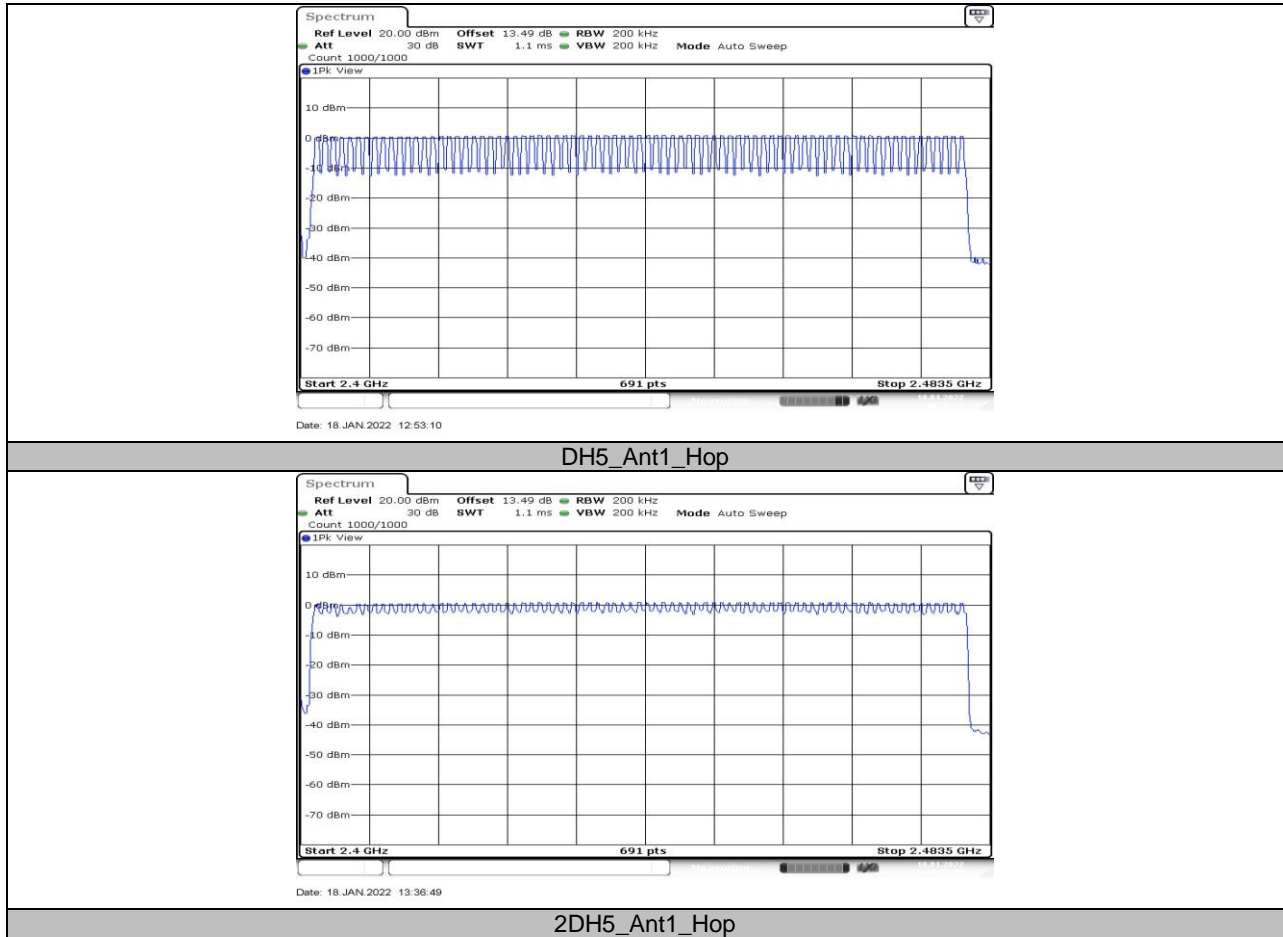 Spectrum
Ref Level 20.00 dBm Offset 13.49 dB RBW 200 kHz
Att 30 dB SWT 1.1 ms VBW 200 kHz Mode Auto Sweep
Count 1000/1000
1Pk View
10 dBm
0 dBm
-10 dBm
-20 dBm
-30 dBm
-40 dBm
-50 dBm
-60 dBm
-70 dBm
Start 2.4 GHz 691 pts Stop 2.4835 GHz
Date: 18.JAN.2022 12:53:10
DH5_Ant1_Hop
Spectrum
Ref Level 20.00 dBm Offset 13.49 dB RBW 200 kHz
Att 30 dB SWT 1.1 ms VBW 200 kHz Mode Auto Sweep
Count 1000/1000
1Pk View
10 dBm
0 dBm
-10 dBm
-20 dBm
-30 dBm
-40 dBm
-50 dBm
-60 dBm
-70 dBm
Start 2.4 GHz 691 pts Stop 2.4835 GHz
Date: 18.JAN.2022 13:36:49
2DH5_Ant1_Hop